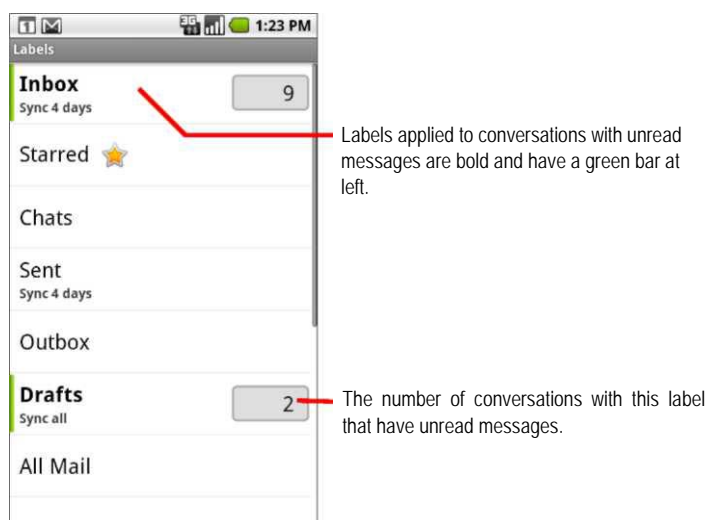 1 3G 1:23 PM
Labels
Inbox 9
Sync 4 days
Labels applied to conversations with unread
messages are bold and have a green bar at
left.
Starred
Chats
Sent
Sync 4 days
Outbox
Drafts 2
Sync all
The number of conversations with this label
that have unread messages.
All Mail